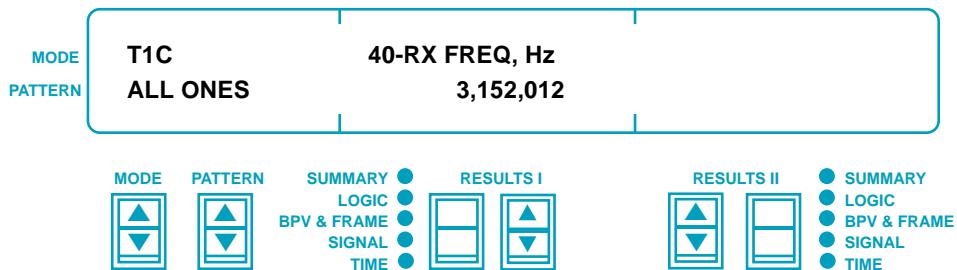 MODE T1C 40-RX FREQ, Hz
PATTERN ALL ONES 3,152,012
MODE PATTERN SUMMARY RESULTS I RESULTS II SUMMARY
LOGIC LOGIC
BPV & FRAME BPV & FRAME
SIGNAL SIGNAL
TIME TIME